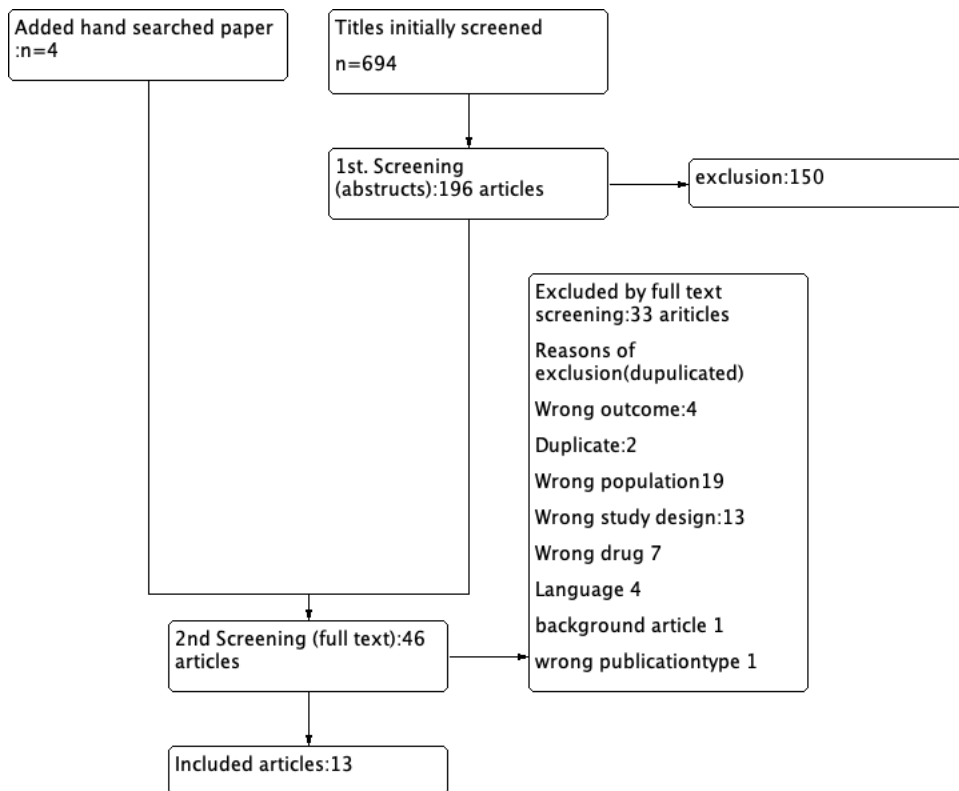 Added hand searched paper
:n=4
Titles initially screened
n=694
1st. Screening
(abstructs):196 articles
exclusion:150
Excluded by full text
screening:33 ariticles
Reasons of
exclusion(dupulicated)
Wrong outcome:4
Duplicate:2
Wrong population19
Wrong study design:13
Wrong drug 7
Language 4
background article 1
wrong publicationtype 1
2nd Screening (full text):46
articles
Included articles:13